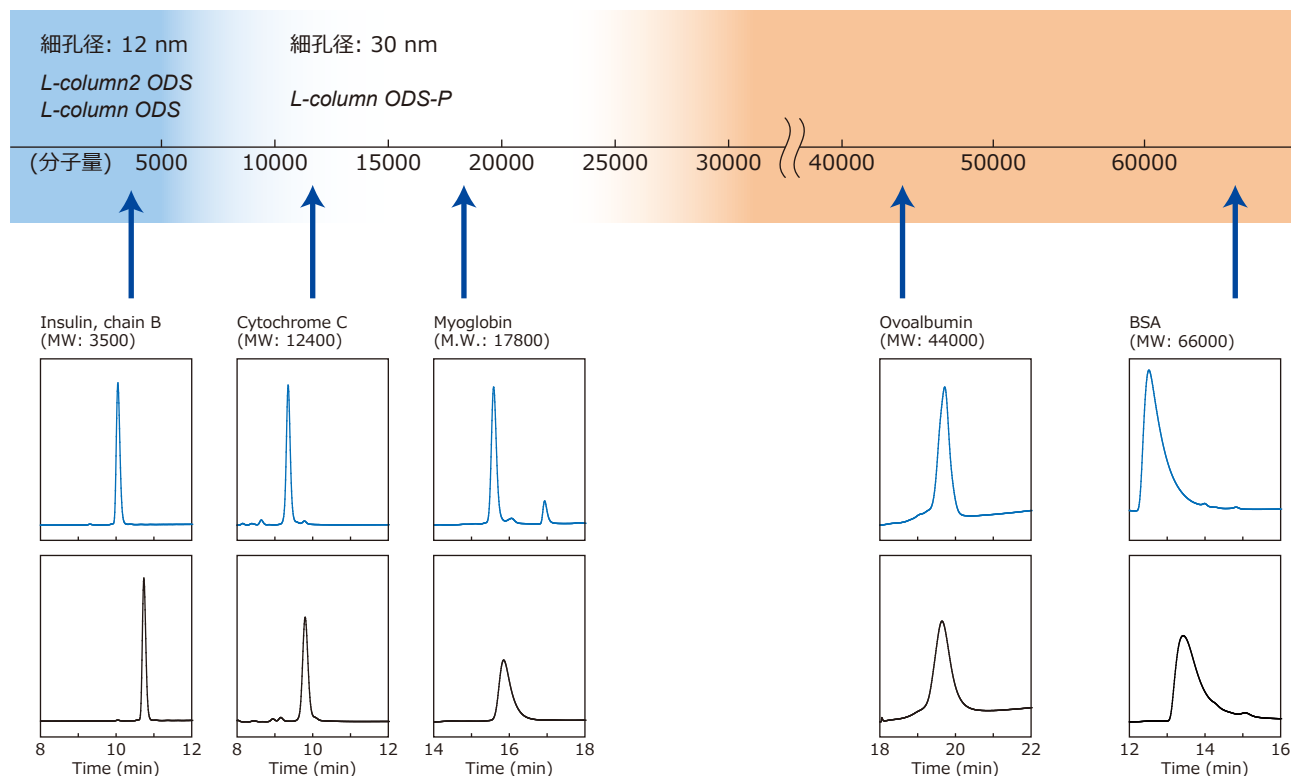 細孔径: 12 nm
L-column2 ODS
L-column ODS
細孔径: 30 nm
L-column ODS-P
(分子量) 5000 10000 15000 20000 25000 30000 40000 50000 60000
Insulin, chain B
(MW: 3500)
Cytochrome C
(MW: 12400)
Myoglobin
(M.W.: 17800)
Ovoalbumin
(MW: 44000)
BSA
(MW: 66000)
8 10 12
Time (min)
8 10 12
Time (min)
14 16 18
Time (min)
18 20 22
Time (min)
12 14 16
Time (min)